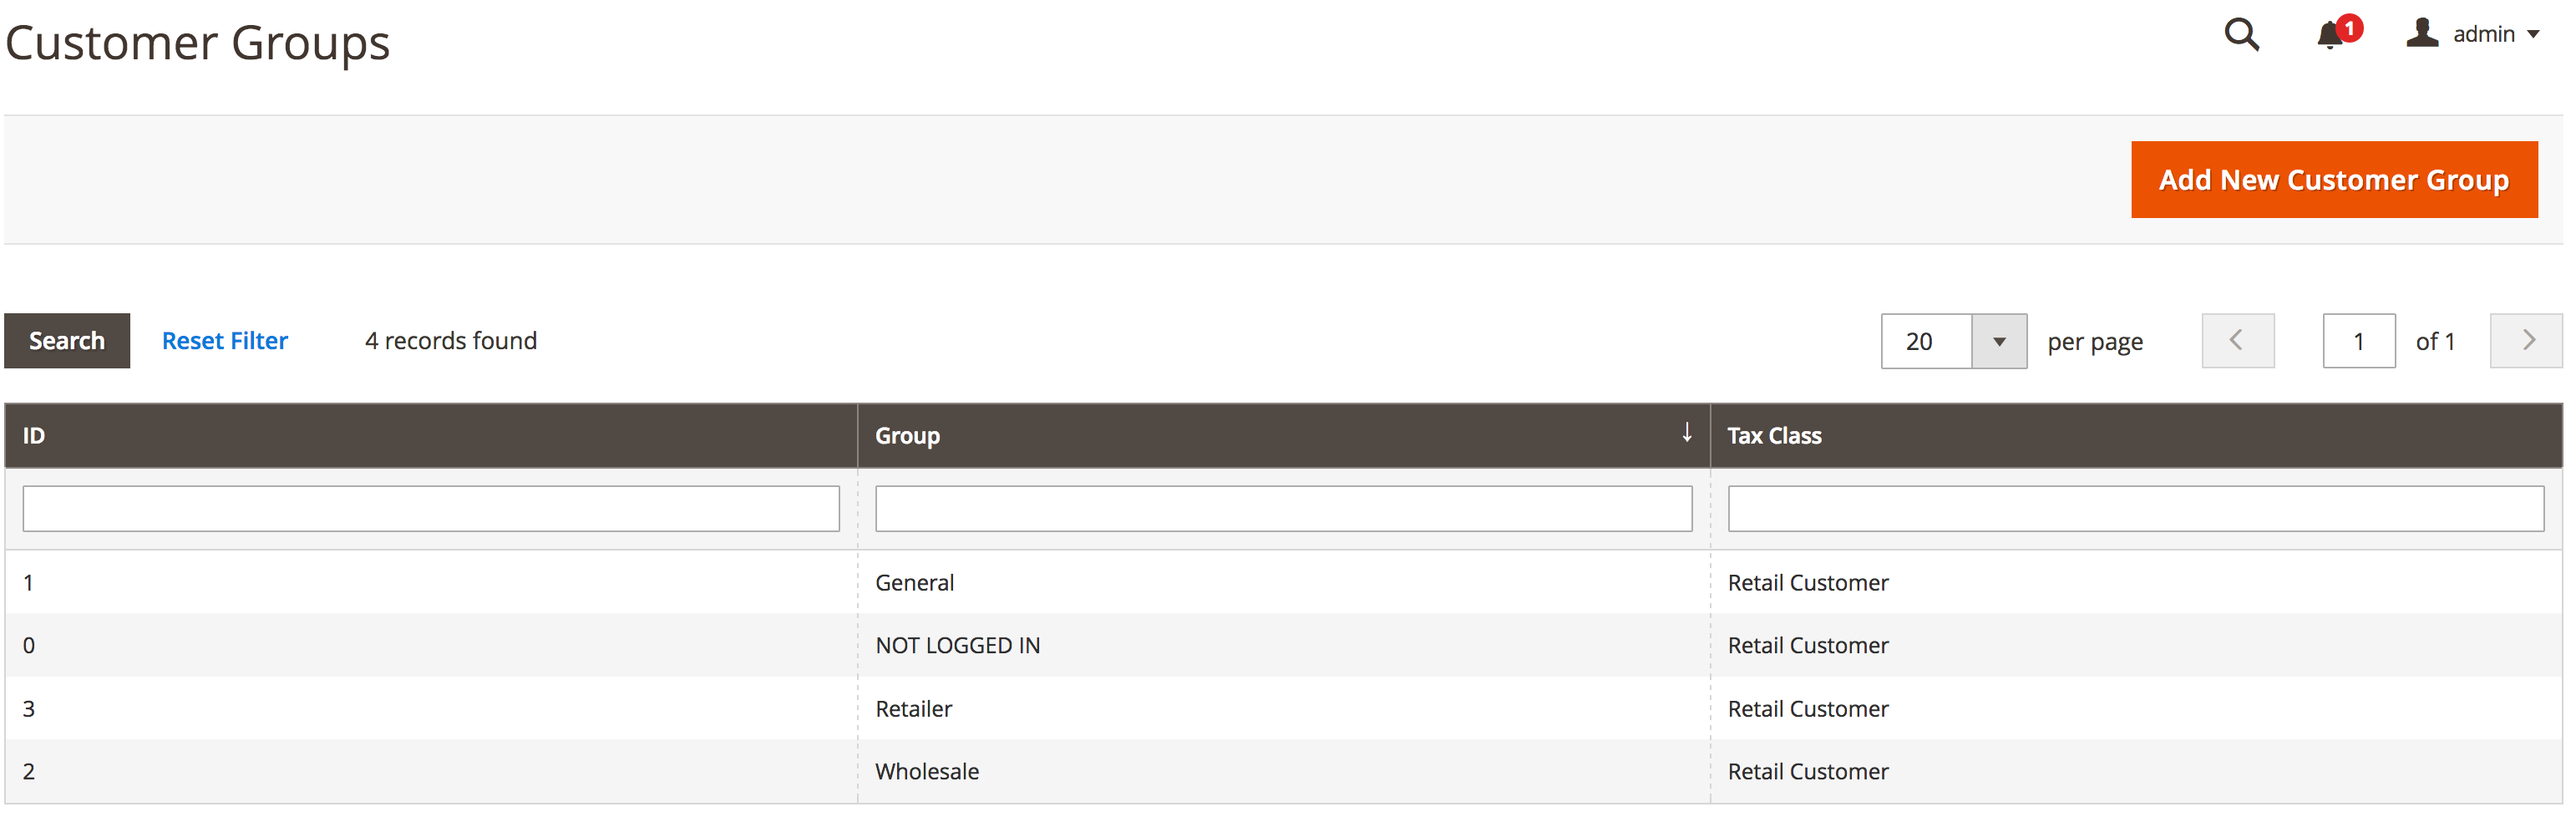 Customer Groups
1
admin
Add New Customer Group
Search Reset Filter 4 records found 20 per page 1 of 1
ID Group Tax Class
1 General Retail Customer
0 NOT LOGGED IN Retail Customer
3 Retailer Retail Customer
2 Wholesale Retail Customer